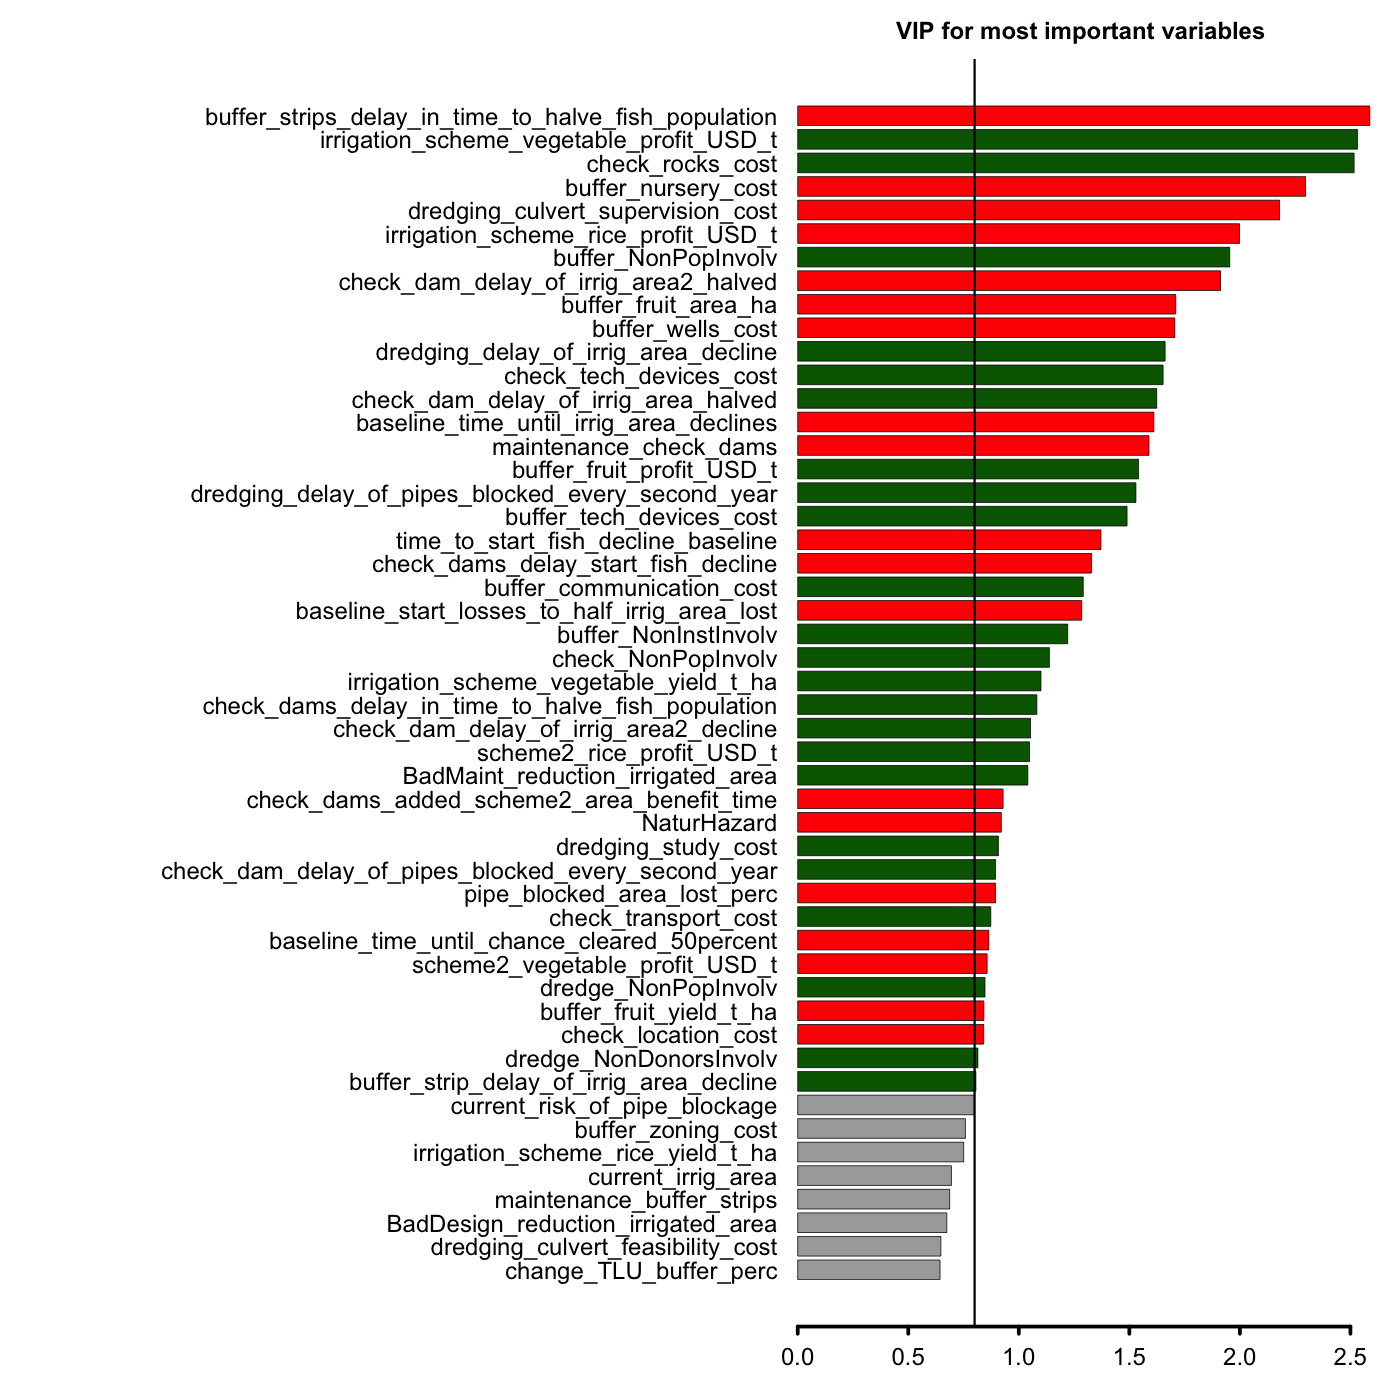 VIP for most important variables
buffer_strips_delay_in_time_to_halve_fish_population
irrigation_scheme_vegetable_profit_USD_t
check_rocks_cost
buffer_nursery_cost
dredging_culvert_supervision_cost
irrigation_scheme_rice_profit_USD_t
buffer_NonPopInvolv
check_dam_delay_of_irrig_area2_halved
buffer_fruit_area_ha
buffer_wells_cost
dredging_delay_of_irrig_area_decline
check_tech_devices_cost
check_dam_delay_of_irrig_area_halved
baseline_time_until_irrig_area_declines
maintenance_check_dams
buffer_fruit_profit_USD_t
dredging_delay_of_pipes_blocked_every_second_year
buffer_tech_devices_cost
time_to_start_fish_decline_baseline
check_dams_delay_start_fish_decline
buffer_communication_cost
baseline_start_losses_to_half_irrig_area_lost
buffer_NonInstInvolv
check_NonPopInvolv
irrigation_scheme_vegetable_yield_t_ha
check_dams_delay_in_time_to_halve_fish_population
check_dam_delay_of_irrig_area2_decline
scheme2_rice_profit_USD_t
BadMaint_reduction_irrigated_area
check_dams_added_scheme2_area_benefit_time
NaturHazard
dredging_study_cost
check_dam_delay_of_pipes_blocked_every_second_year
pipe_blocked_area_lost_perc
check_transport_cost
baseline_time_until_chance_cleared_50percent
scheme2_vegetable_profit_USD_t
dredge_NonPopInvolv
buffer_fruit_yield_t_ha
check_location_cost
dredge_NonDonorsInvolv
buffer_strip_delay_of_irrig_area_decline
current_risk_of_pipe_blockage
buffer_zoning_cost
irrigation_scheme_rice_yield_t_ha
current_irrig_area
maintenance_buffer_strips
BadDesign_reduction_irrigated_area
dredging_culvert_feasibility_cost
change_TLU_buffer_perc
0.0 0.5 1.0 1.5 2.0 2.5